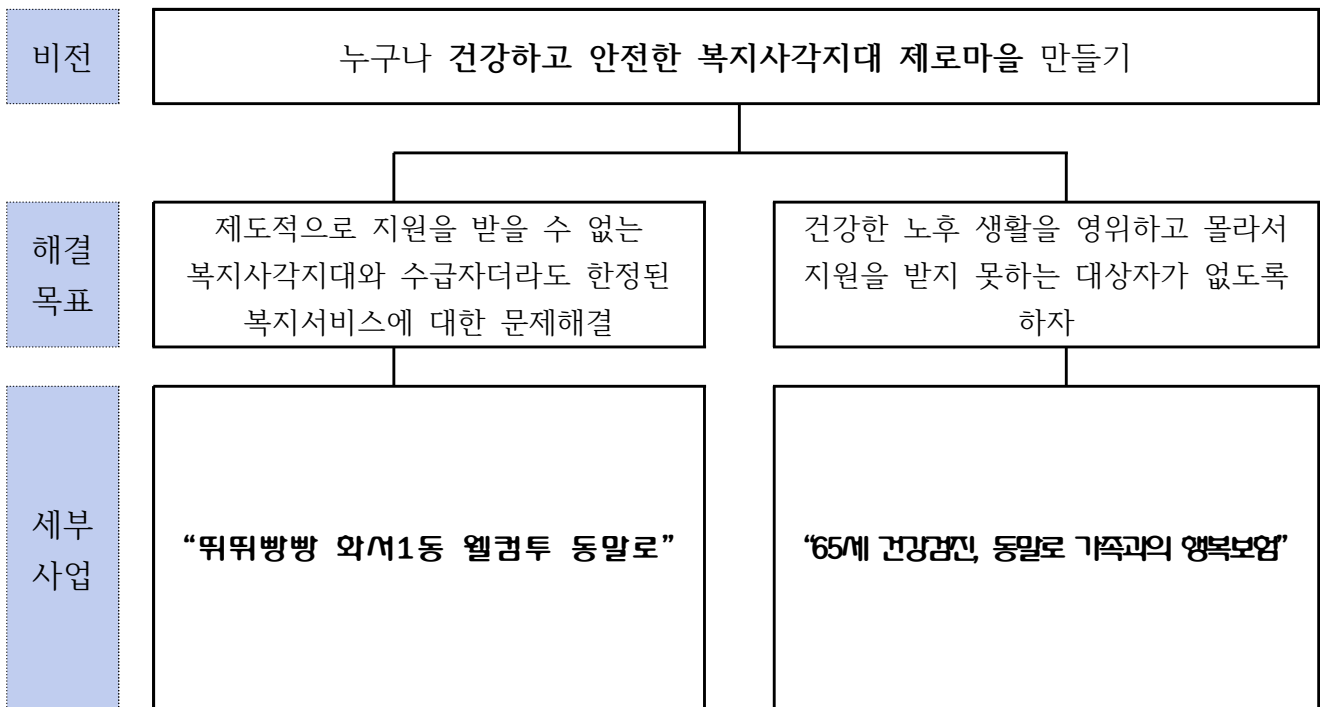 비전
누구나 건강하고 안전한 복지사각지대 제로마을 만들기
해결
목표
제도적으로 지원을 받을 수 없는
복지사각지대와 수급자더라도 한정된
복지서비스에 대한 문제해결
건강한 노후 생활을 영위하고 몰라서
지원을 받지 못하는 대상자가 없도록
하자
세부
사업
“뛰뛰빵빵 화서1동 웰컴투 동말로”
“65세 건강검진, 동말로 가족과의 행복보험”